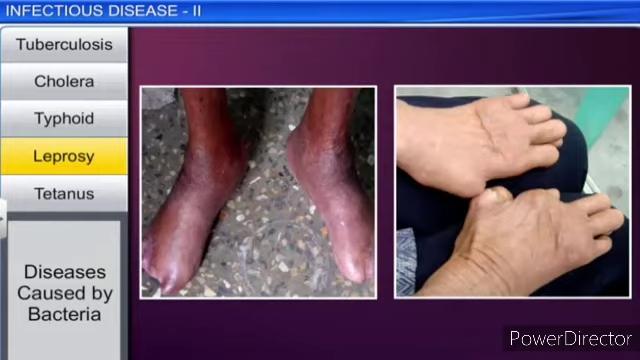 INFECTIOUS DISEASE - II
Tuberculosis
Cholera
Typhoid
Leprosy
Tetanus
Diseases
Caused by
Bacteria
PowerDirector